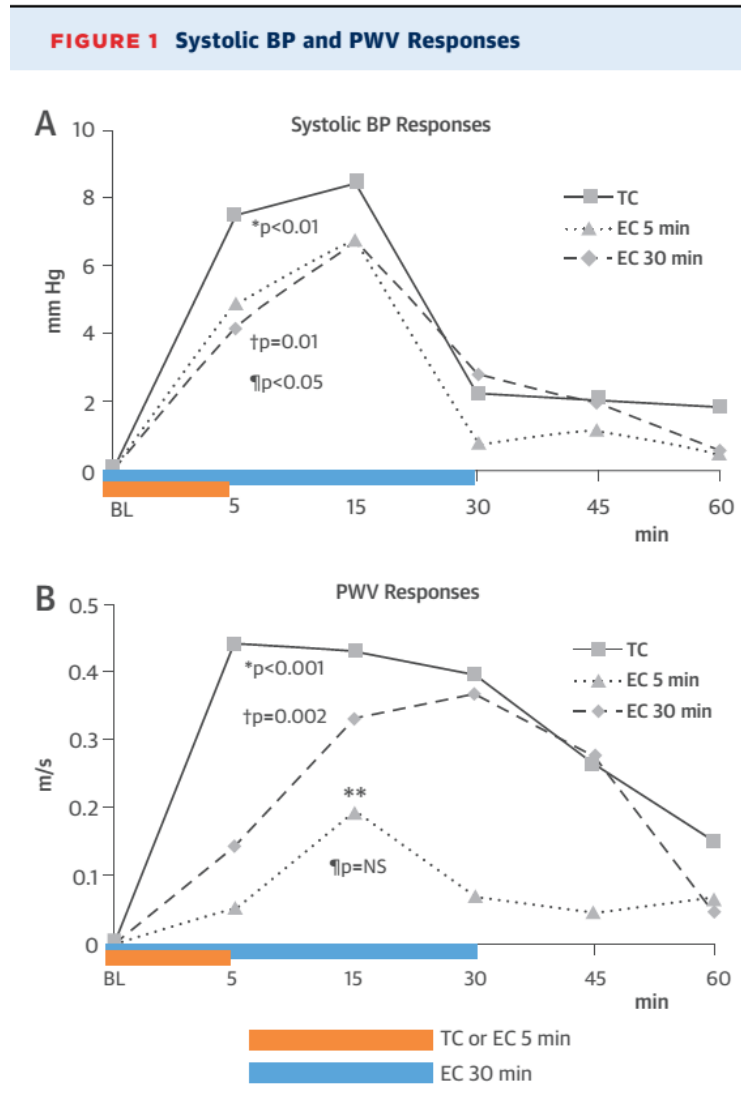 FIGURE 1 Systolic BP and PWV Responses
A
Systolic BP Responses
10
8
6
4
2
0
mm Hg
TC
EC 5 min
EC 30 min
*p<0.01
†p=0.01
¶p<0.05
BL 5 15 30 45 60
min
B
PWV Responses
0.5
0.4
0.3
0.2
0.1
0
m/s
TC
EC 5 min
EC 30 min
*p<0.001
†p=0.002
**
¶p=NS
BL 5 15 30 45 60
min
TC or EC 5 min
EC 30 min